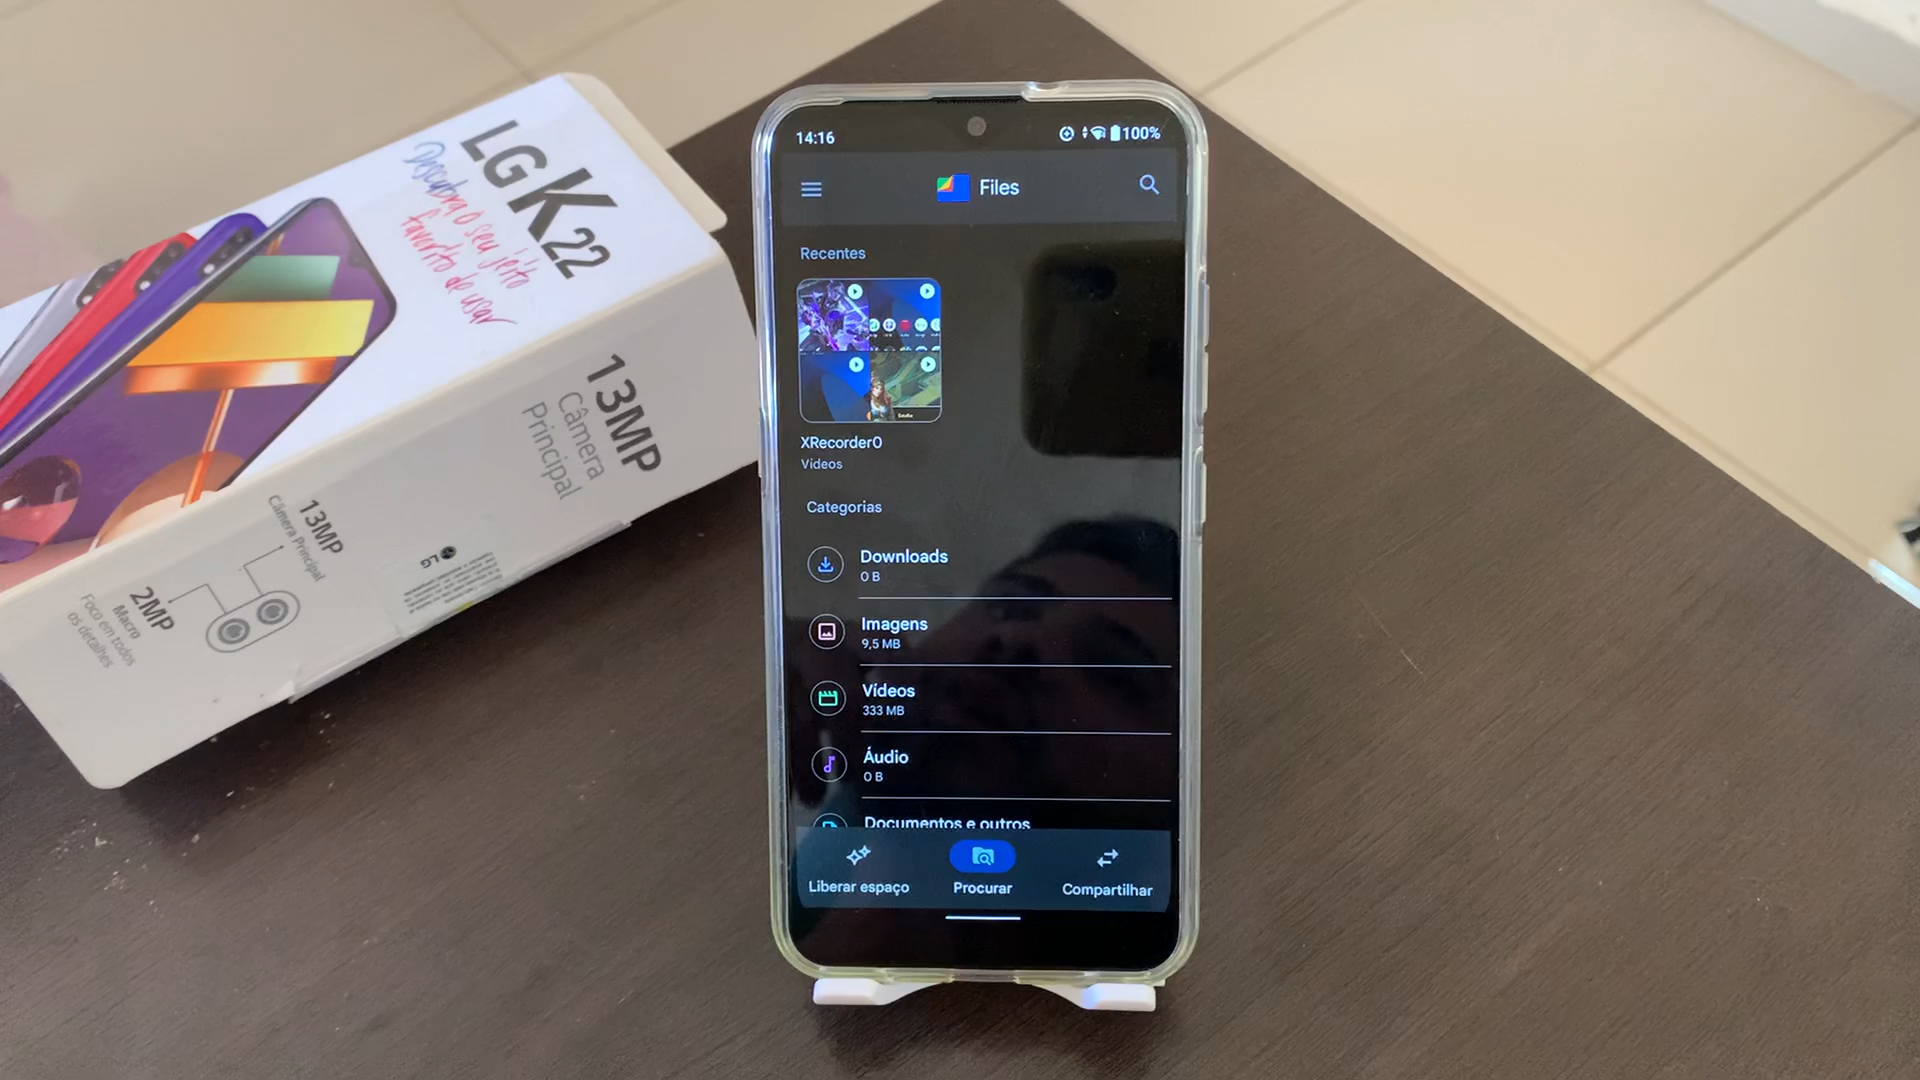 LG K22
Descubra o seu jeito
favorito de usar
13MP
Câmera
Principal
13MP
Câmera Principal
2MP
Macro
Foco em todos
os detalhes
LG
14:16
100%
Files
Recentes
XRecorder0
Vídeos
Categorias
Downloads
0 B
Imagens
9,5 MB
Vídeos
333 MB
Áudio
0 B
Documentos e outros
Liberar espaço
Procurar
Compartilhar